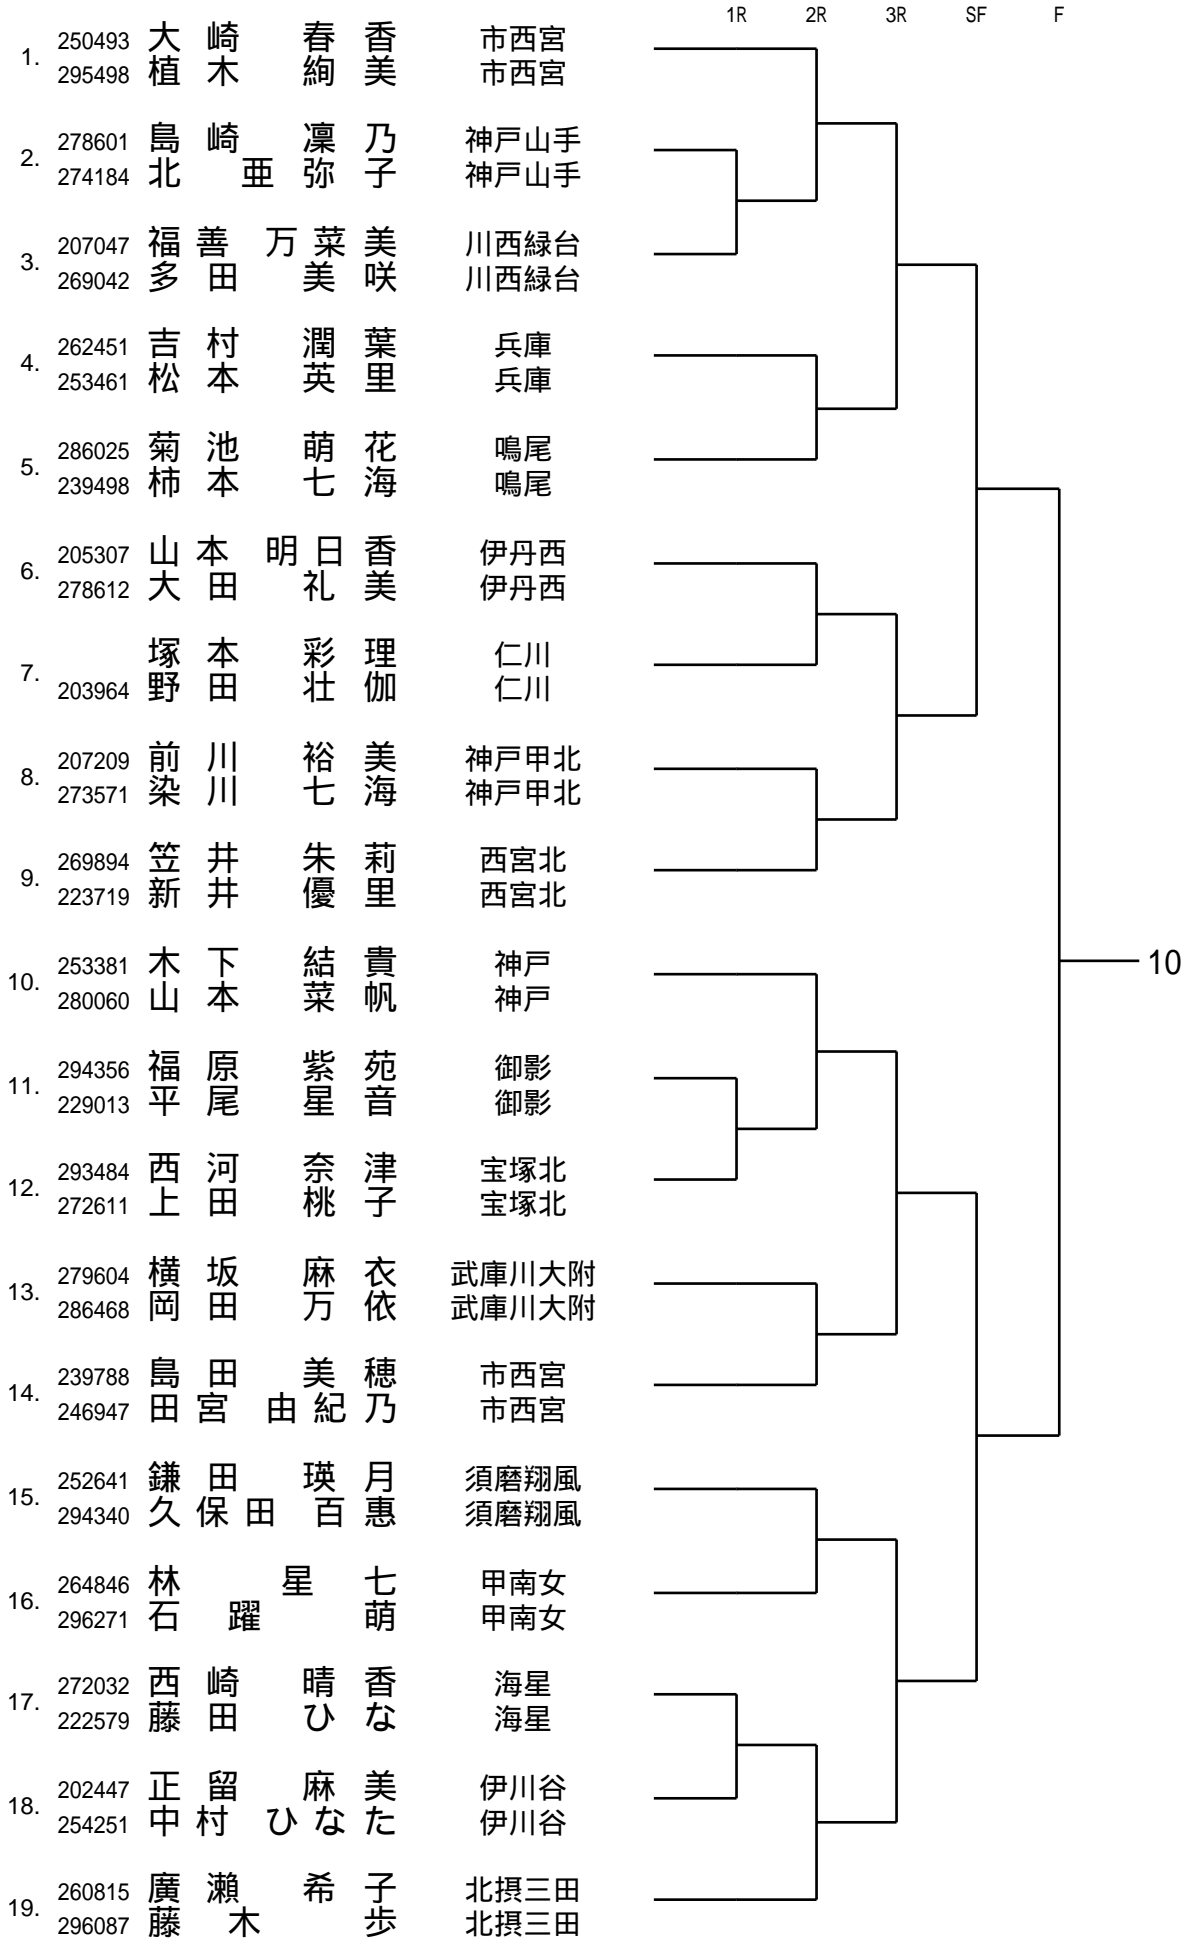 1R 2R 3R SF F
1. 250493 大崎 春香 市西宮
295498 植木 絢美 市西宮
2. 278601 島崎 凜乃 神戸山手
274184 北 亜弥子 神戸山手
3. 207047 福善 万菜美 川西緑台
269042 多田 美咲 川西緑台
4. 262451 吉村 潤葉 兵庫
253461 松本 英里 兵庫
5. 286025 菊池 萌花 鳴尾
239498 柿本 七海 鳴尾
6. 205307 山本 明日香 伊丹西
278612 大田 礼美 伊丹西
7. 塚本 彩理 仁川
203964 野田 壮伽 仁川
8. 207209 前川 裕美 神戸甲北
273571 染川 七海 神戸甲北
9. 269894 笠井 朱莉 西宮北
223719 新井 優里 西宮北
10. 253381 木下 結貴 神戸
280060 山本 菜帆 神戸
10
11. 294356 福原 紫苑 御影
229013 平尾 星音 御影
12. 293484 西河 奈津 宝塚北
272611 上田 桃子 宝塚北
13. 279604 横坂 麻衣 武庫川大附
286468 岡田 万依 武庫川大附
14. 239788 島田 美穂 市西宮
246947 田宮 由紀乃 市西宮
15. 252641 鎌田 瑛月 須磨翔風
294340 久保田 百惠 須磨翔風
16. 264846 林 星七 甲南女
296271 石躍 萌 甲南女
17. 272032 西崎 晴香 海星
222579 藤田 ひな 海星
18. 202447 正留 麻美 伊川谷
254251 中村 ひなた 伊川谷
19. 260815 廣瀨 希子 北摂三田
296087 藤木 歩 北摂三田